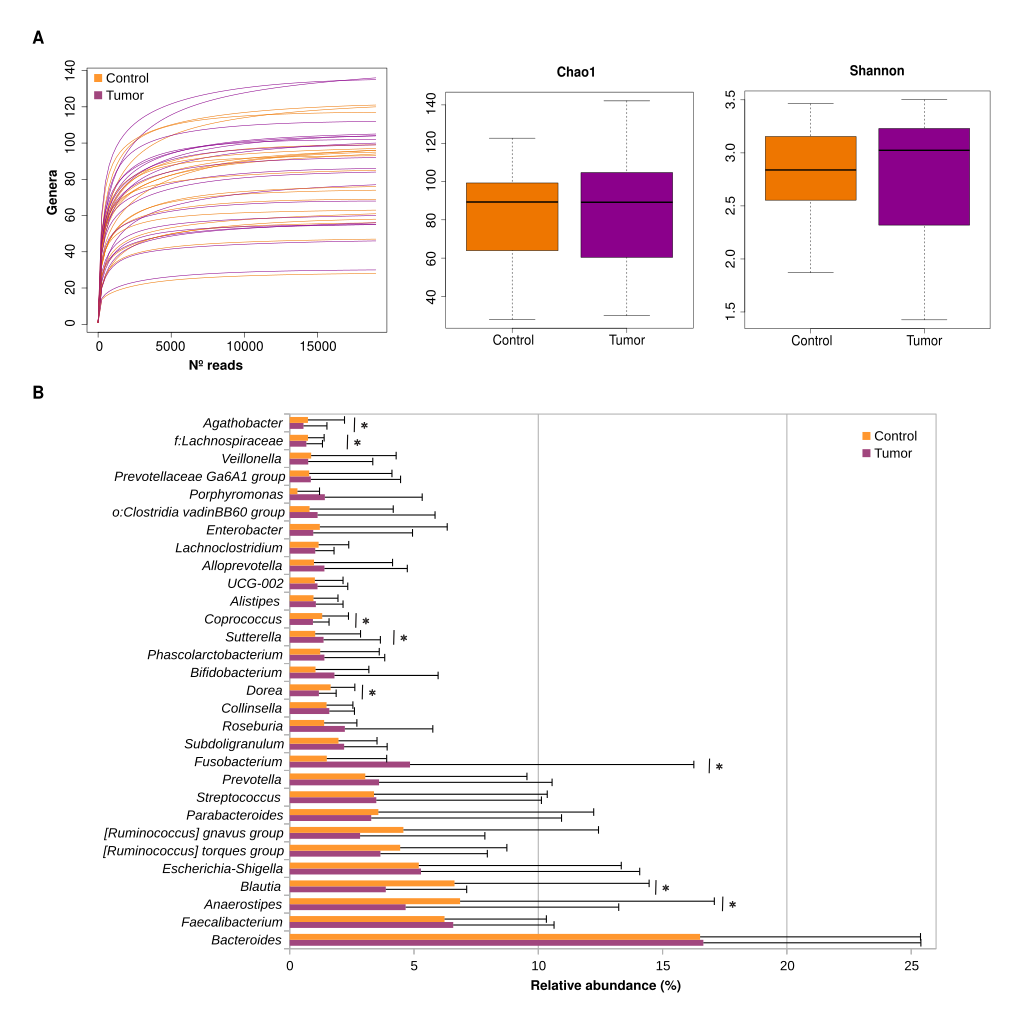 A
Genera
140
120
100
80
60
40
20
0
Control
Tumor
0 5000 10000 15000
Nº reads
Chao1
140
120
100
80
60
40
Control Tumor
Shannon
3.5
3.0
2.5
2.0
1.5
Control Tumor
B
Control
Tumor
Agathobacter *
f:Lachnospiraceae *
Veillonella
Prevotellaceae Ga6A1 group
Porphyromonas
o:Clostridia vadinBB60 group
Enterobacter
Lachnoclostridium
Alloprevotella
UCG-002
Alistipes
Coprococcus *
Sutterella *
Phascolarctobacterium
Bifidobacterium
Dorea *
Collinsella
Roseburia
Subdoligranulum
Fusobacterium *
Prevotella
Streptococcus
Parabacteroides
[Ruminococcus] gnavus group
[Ruminococcus] torques group
Escherichia-Shigella
Blautia *
Anaerostipes *
Faecalibacterium
Bacteroides
0 5 10 15 20 25
Relative abundance (%)